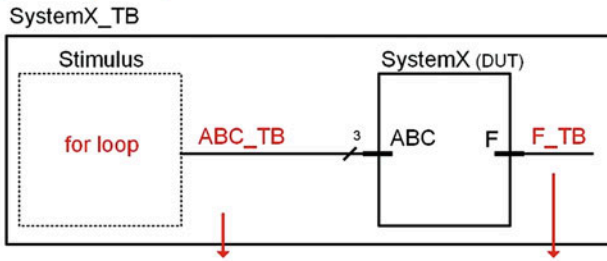 SystemX_TB
Stimulus
SystemX (DUT)
for loop
ABC_TB
3
ABC
F
F_TB